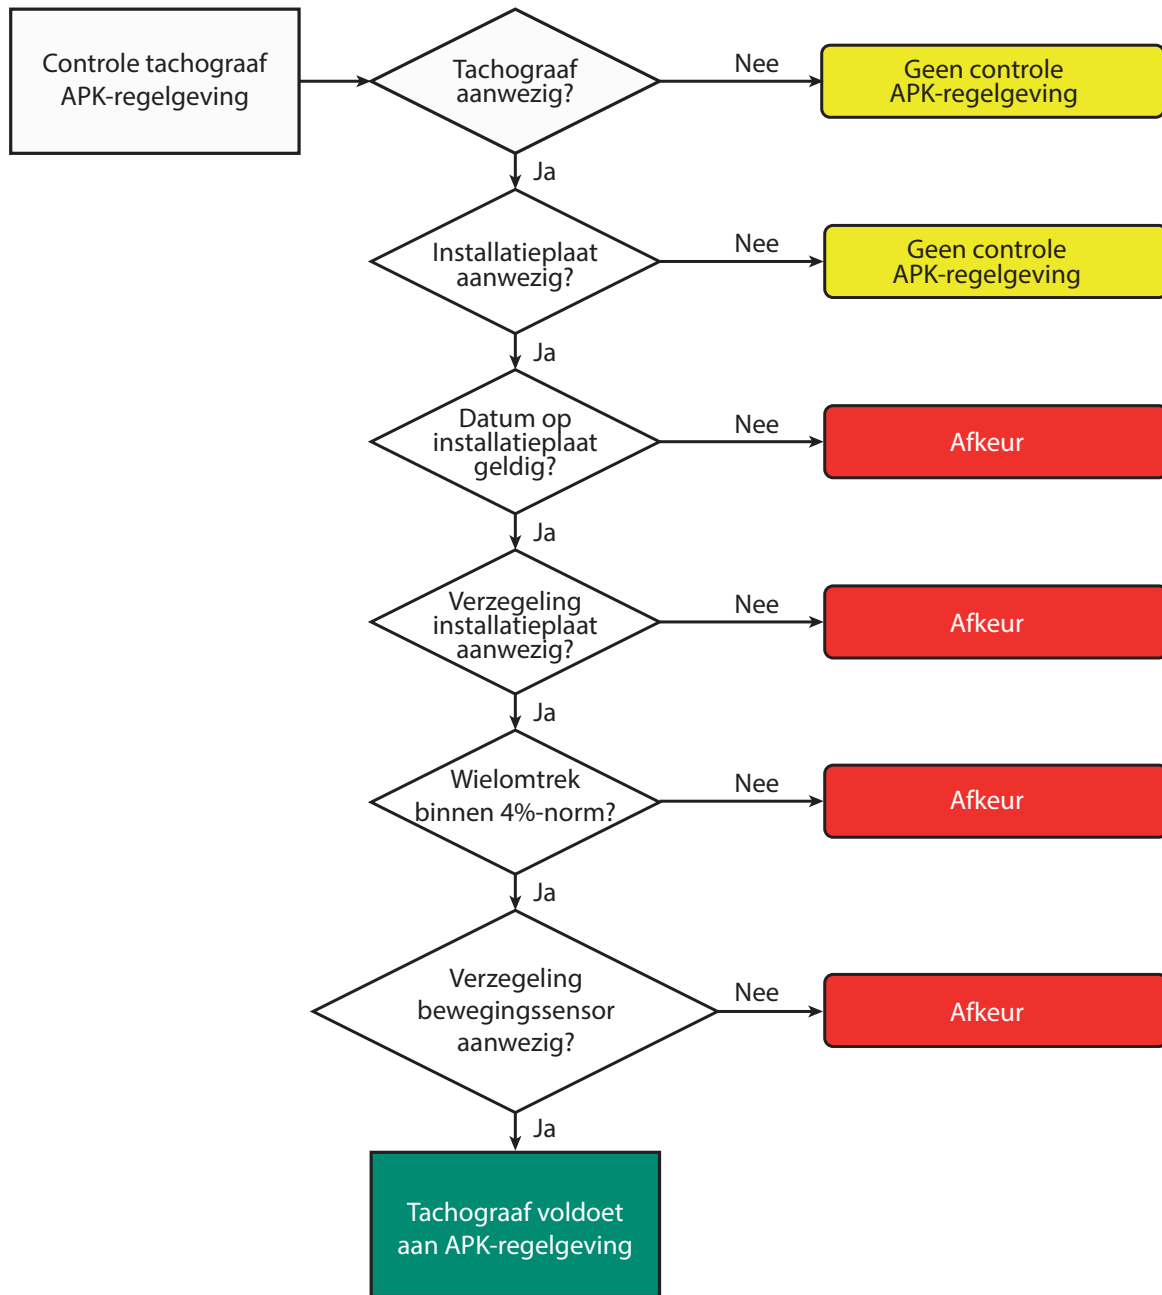 Controle tachograaf
APK-regelgeving
Tachograaf
aanwezig?
Nee
Geen controle
APK-regelgeving
Ja
Installatieplaat
aanwezig?
Nee
Geen controle
APK-regelgeving
Ja
Datum op
installatieplaat
geldig?
Nee
Afkeur
Ja
Verzegeling
installatieplaat
aanwezig?
Nee
Afkeur
Ja
Wielomtrek
binnen 4%-norm?
Nee
Afkeur
Ja
Verzegeling
bewegingssensor
aanwezig?
Nee
Afkeur
Ja
Tachograaf voldoet
aan APK-regelgeving